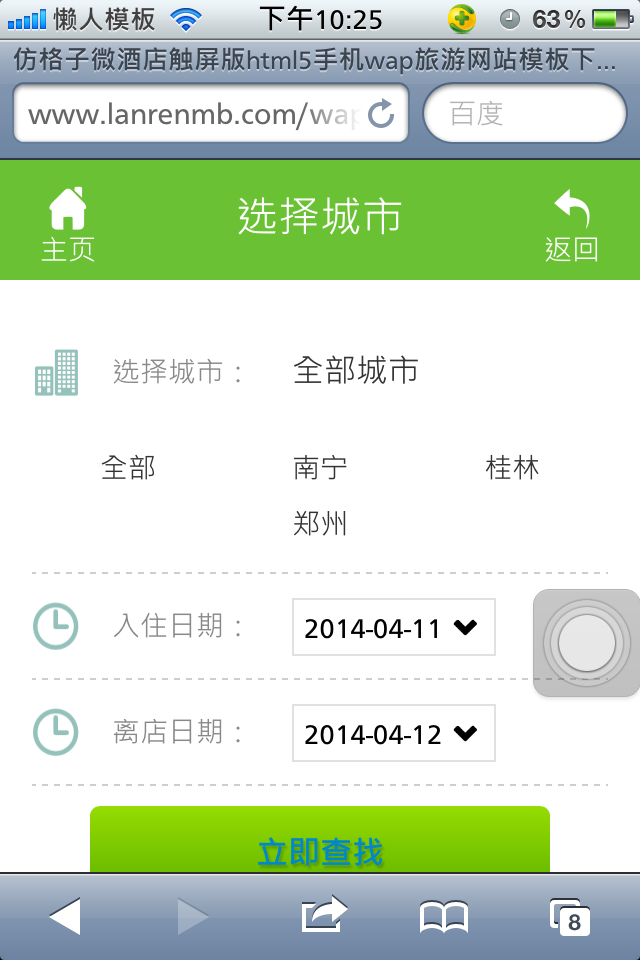 懒人模板 下午10:25 63%
仿格子微酒店触屏版html5手机wap旅游网站模板下...
www.lanrenmb.com/wap 百度
主页 选择城市 返回
选择城市： 全部城市
全部 南宁 桂林
郑州
入住日期： 2014-04-11
离店日期： 2014-04-12
立即查找
8